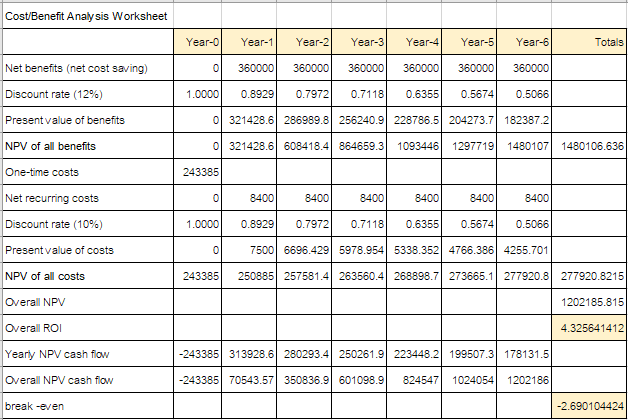 Cost/Benefit Analysis Worksheet
Year-0 Year-1 Year-2 Year-3 Year-4 Year-5 Year-6 Totals
Net benefits (net cost saving) 0 360000 360000 360000 360000 360000 360000
Discount rate (12%) 1.0000 0.8929 0.7972 0.7118 0.6355 0.5674 0.5066
Present value of benefits 0 321428.6 286989.8 256240.9 228786.5 204273.7 182387.2
NPV of all benefits 0 321428.6 608418.4 864659.3 1093446 1297719 1480107 1480106.636
One-time costs 243385
Net recurring costs 0 8400 8400 8400 8400 8400 8400
Discount rate (10%) 1.0000 0.8929 0.7972 0.7118 0.6355 0.5674 0.5066
Present value of costs 0 7500 6696.429 5978.954 5338.352 4766.386 4255.701
NPV of all costs 243385 250885 257581.4 263560.4 268898.7 273665.1 277920.8 277920.8215
Overall NPV 1202185.815
Overall ROI 4.325641412
Yearly NPV cash flow -243385 313928.6 280293.4 250261.9 223448.2 199507.3 178131.5
Overall NPV cash flow -243385 70543.57 350836.9 601098.9 824547 1024054 1202186
break -even -2.690104424